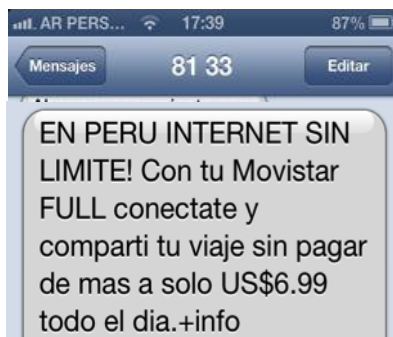 AR PERS... 17:39 87%
Mensajes 81 33 Editar
EN PERU INTERNET SIN
LIMITE! Con tu Movistar
FULL conectate y
comparti tu viaje sin pagar
de mas a solo US$6.99
todo el dia.+info